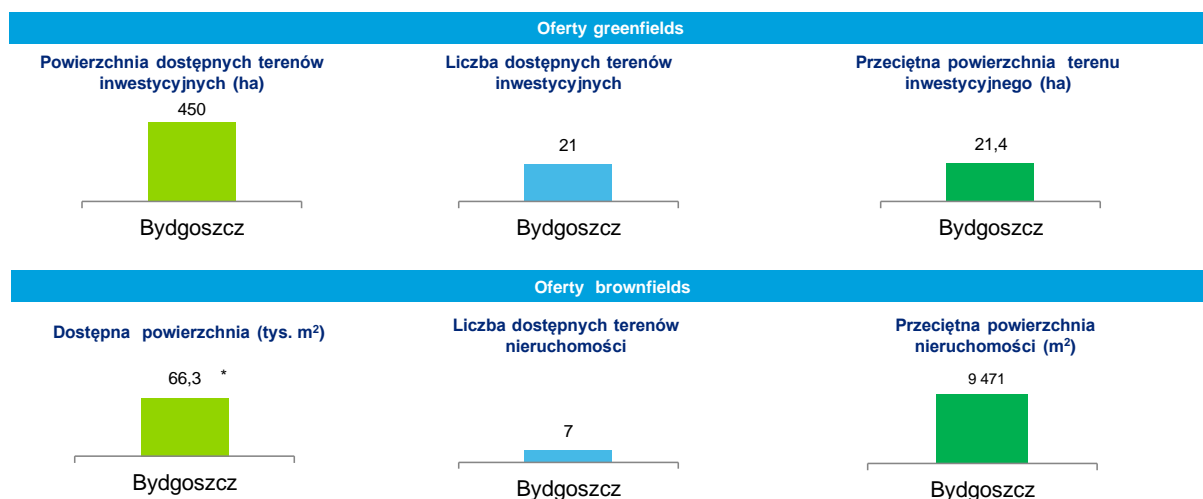 Oferty greenfields
Powierzchnia dostępnych terenów
inwestycyjnych (ha)
450
Bydgoszcz
Liczba dostępnych terenów
inwestycyjnych
21
Bydgoszcz
Przeciętna powierzchnia terenu
inwestycyjnego (ha)
21,4
Bydgoszcz
Oferty brownfields
Dostępna powierzchnia (tys. m²)
66,3 *
Bydgoszcz
Liczba dostępnych terenów
nieruchomości
7
Bydgoszcz
Przeciętna powierzchnia
nieruchomości (m²)
9 471
Bydgoszcz